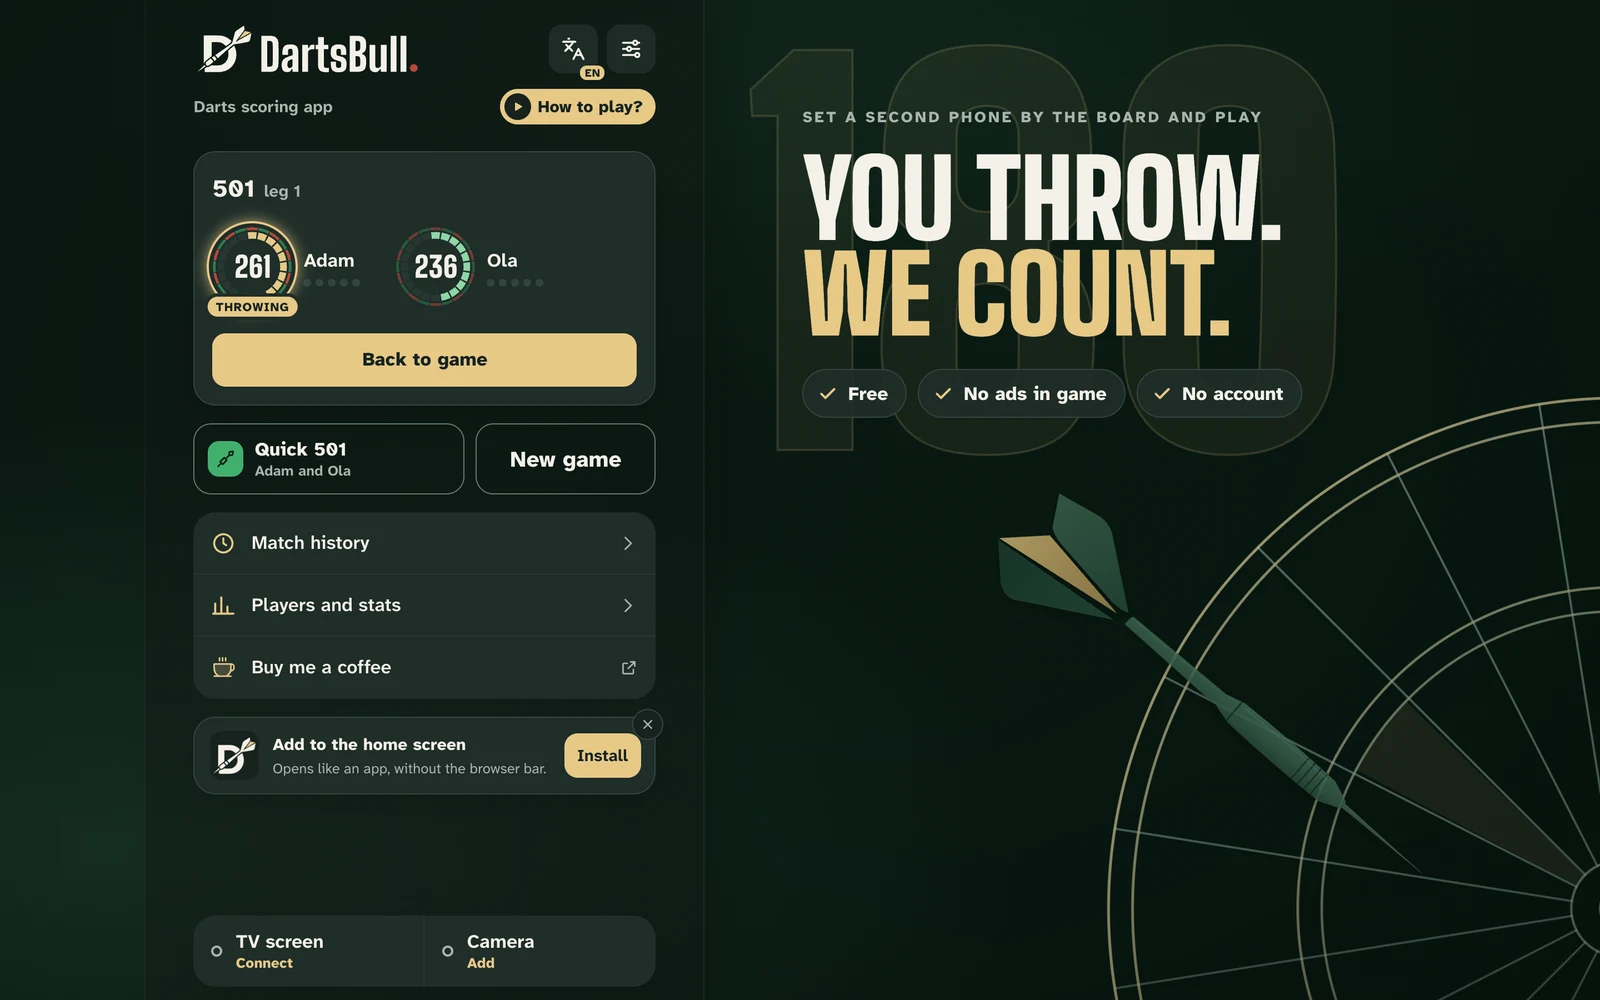 DartsBull.
EN
Darts scoring app
How to play?
501 leg 1
261
Adam
THROWING
236
Ola
Back to game
Quick 501
Adam and Ola
New game
Match history
Players and stats
Buy me a coffee
Add to the home screen
Opens like an app, without the browser bar.
Install
TV screen
Connect
Camera
Add
180
SET A SECOND PHONE BY THE BOARD AND PLAY
YOU THROW.
WE COUNT.
Free
No ads in game
No account